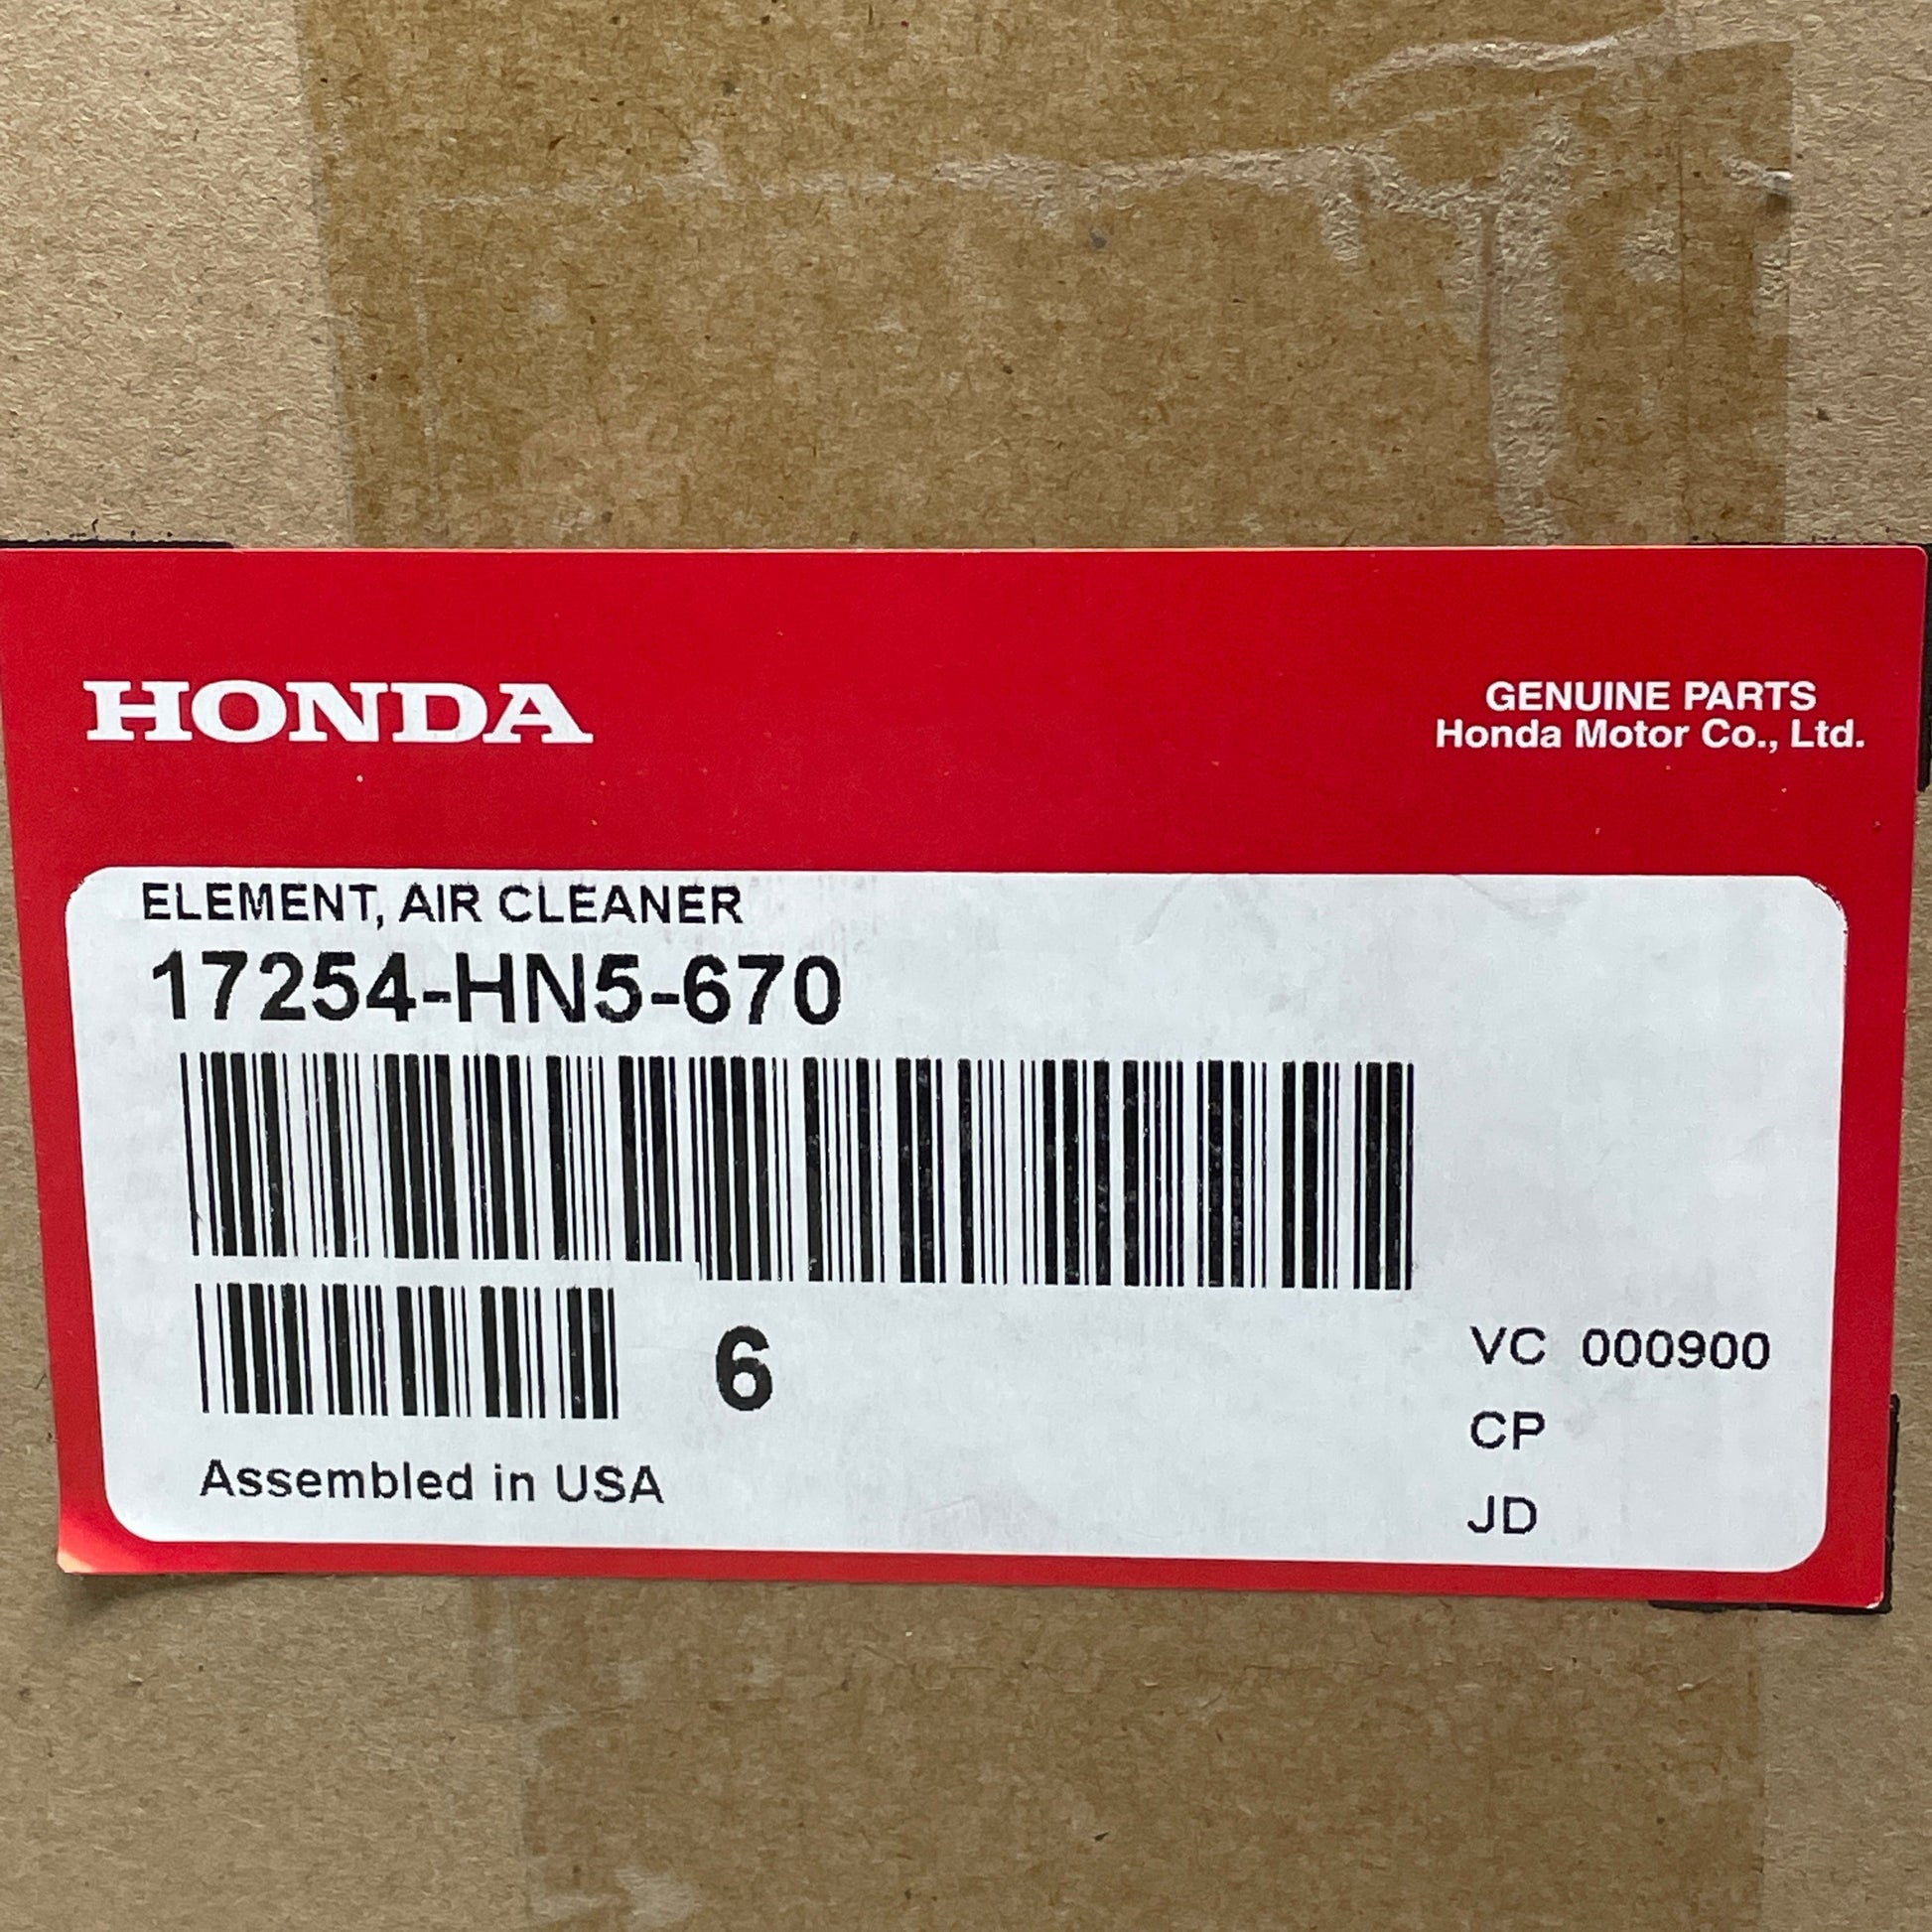 HONDA
GENUINE PARTS
Honda Motor Co., Ltd.
ELEMENT, AIR CLEANER
17254-HN5-670
6
VC 000900
CP
JD
Assembled in USA